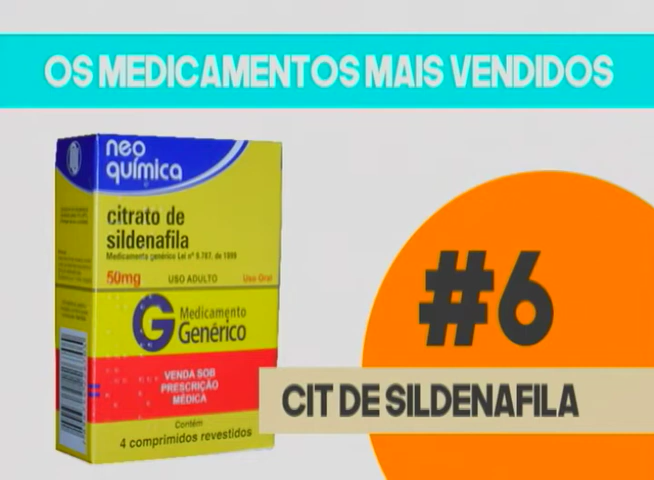 OS MEDICAMENTOS MAIS VENDIDOS
neo
química
citrato de
sildenafila
Medicamento genérico Lei nº 9.787, de 1999
50mg USO ADULTO Uso Oral
G Medicamento
Genérico
VENDA SOB
PRESCRIÇÃO
MÉDICA
Contém
4 comprimidos revestidos
#6
CIT DE SILDENAFILA